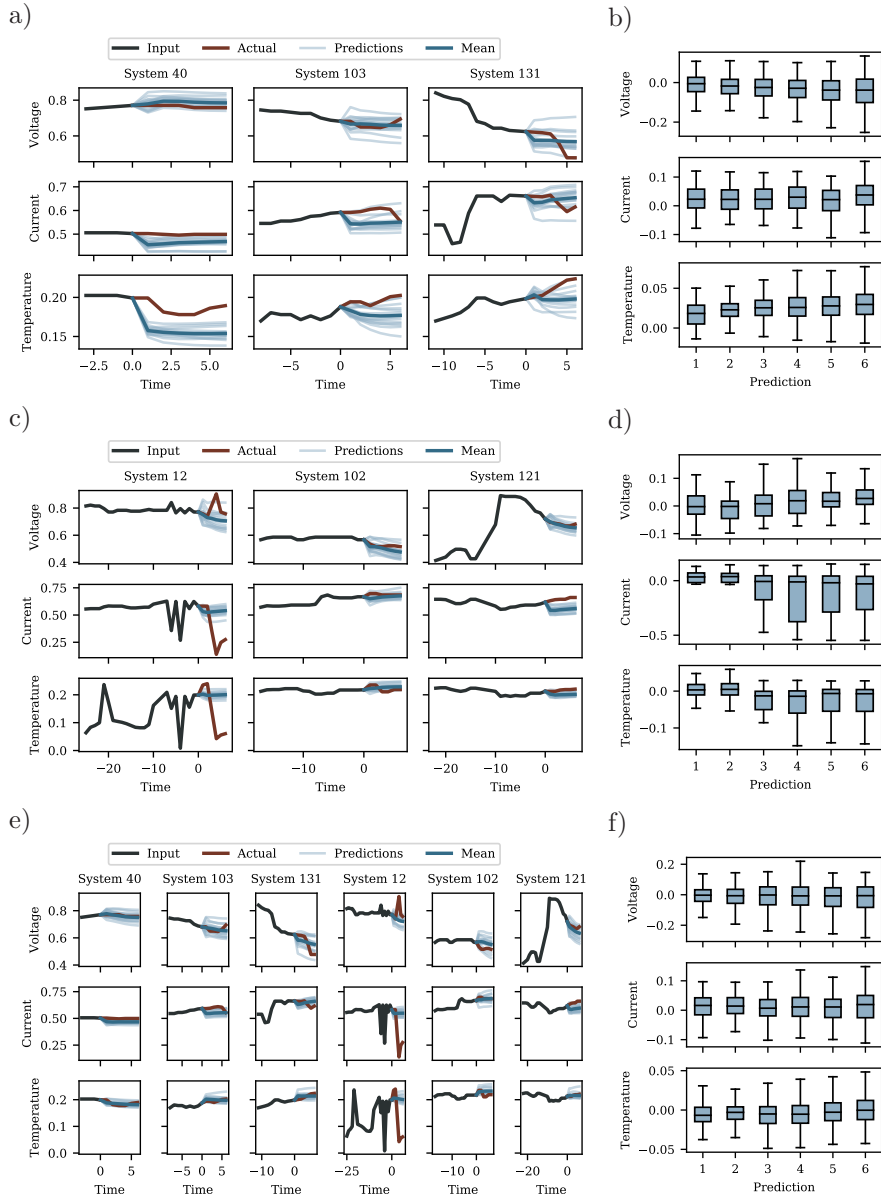 a)
Input Actual Predictions Mean
System 40 System 103 System 131
Voltage
0.8
0.6
Current
0.7
0.6
0.5
Temperature
0.20
0.15
−2.5 0.0 2.5 5.0
−5 0 5
−10 −5 0 5
Time Time Time
b)
Voltage
0.0
−0.2
Current
0.1
0.0
−0.1
Temperature
0.05
0.00
1 2 3 4 5 6
Prediction
c)
Input Actual Predictions Mean
System 12 System 102 System 121
Voltage
0.8
0.6
0.4
Current
0.75
0.50
0.25
Temperature
0.2
0.0
−20 −10 0
−10 0
−20 −10 0
Time Time Time
d)
Voltage
0.1
0.0
−0.1
Current
0.0
−0.5
Temperature
0.0
−0.1
1 2 3 4 5 6
Prediction
e)
Input Actual Predictions Mean
System 40 System 103 System 131 System 12 System 102 System 121
Voltage
0.8
0.6
0.4
Current
0.75
0.50
0.25
Temperature
0.2
0.0
0 5
−5 0 5
−10 0
−25 0
−10 0
−20 0
Time Time Time Time Time Time
f)
Voltage
0.2
0.0
−0.2
Current
0.1
0.0
−0.1
Temperature
0.05
0.00
−0.05
1 2 3 4 5 6
Prediction